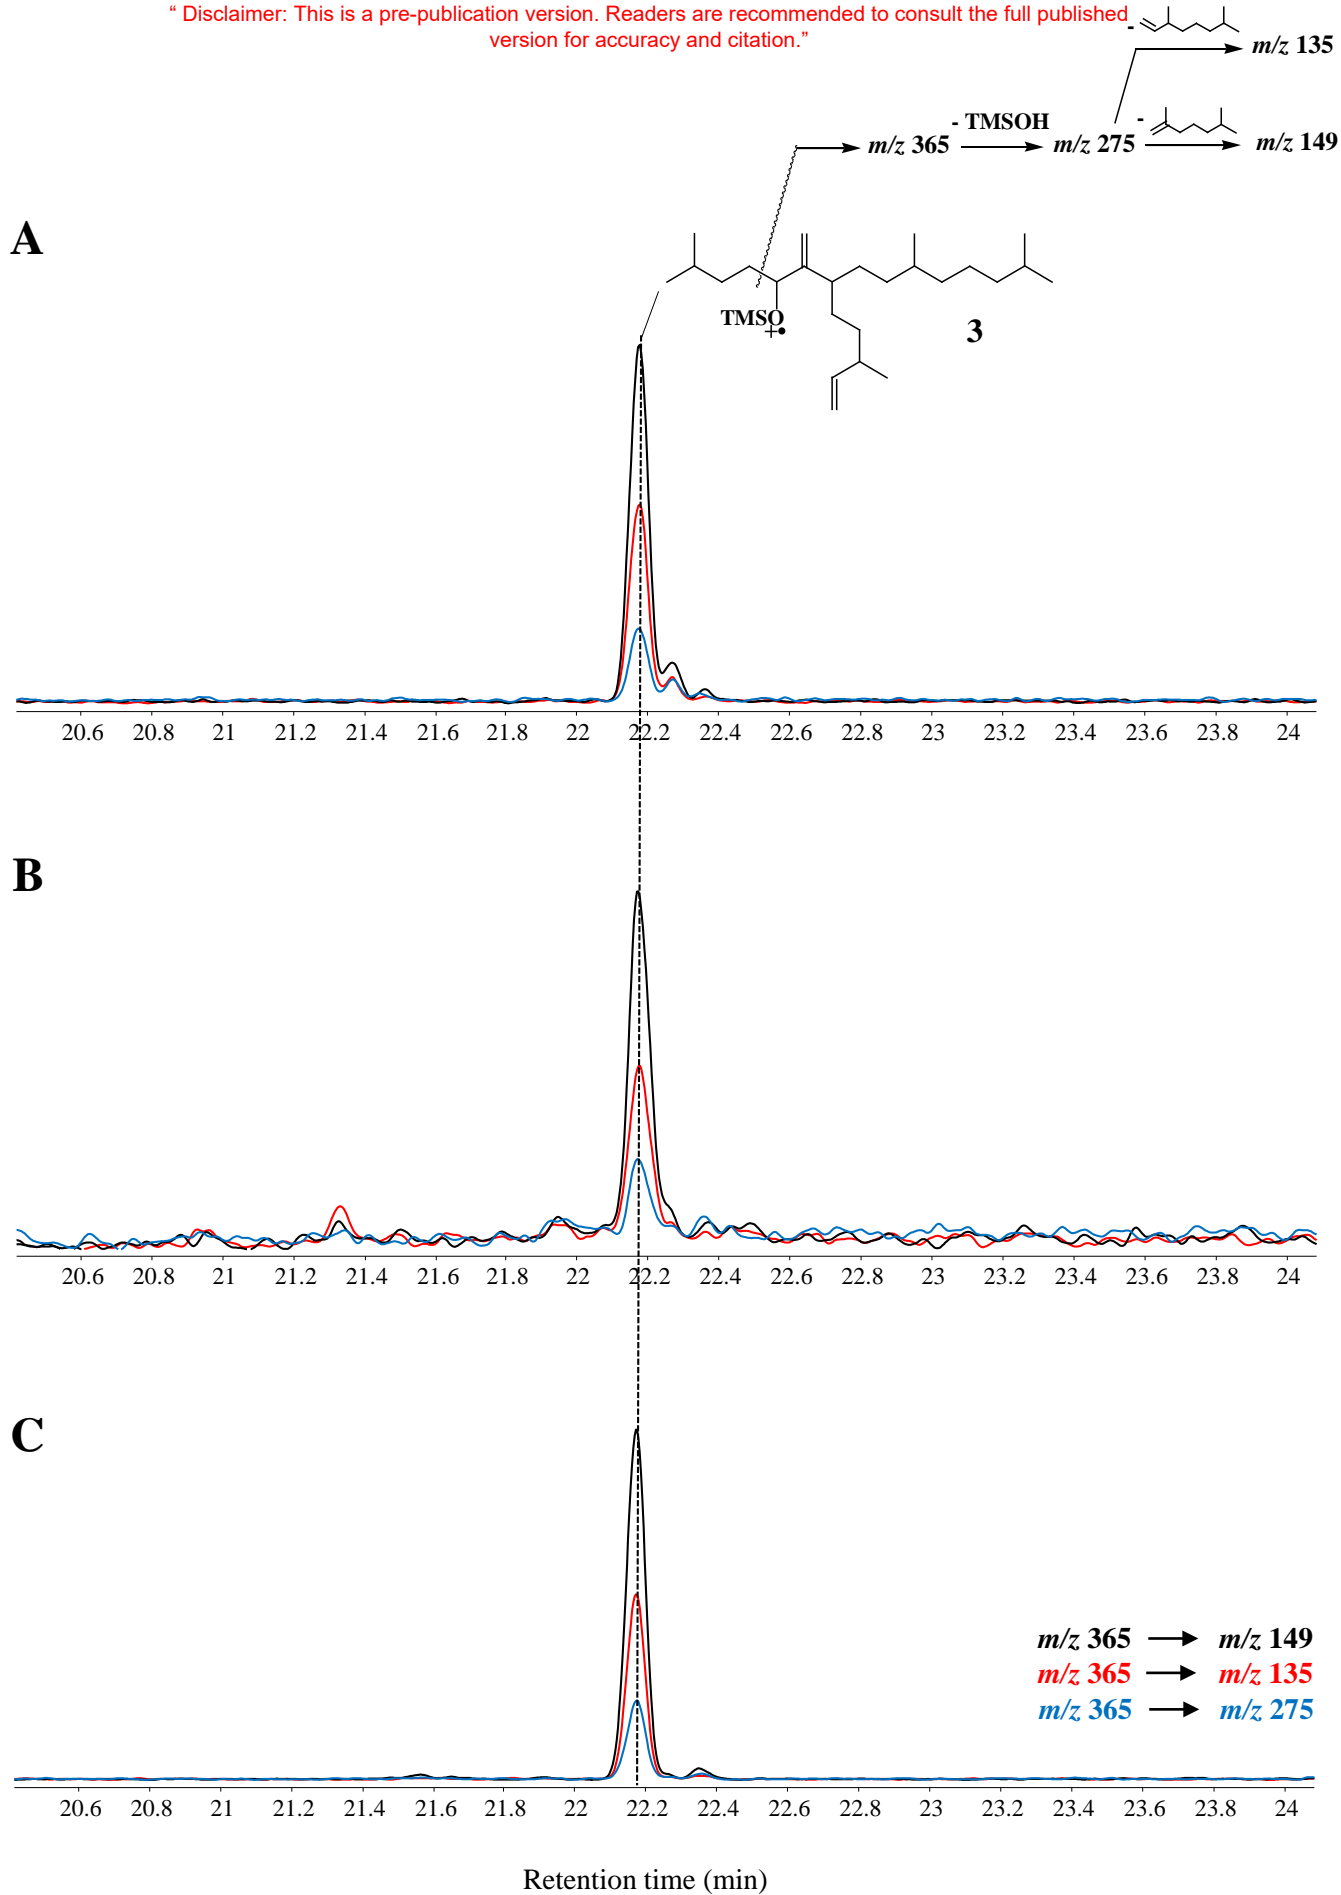 “ Disclaimer: This is a pre-publication version. Readers are recommended to consult the full published
version for accuracy and citation.”
-
m/z 135
- TMSOH
-
m/z 365
m/z 275
m/z 149
A
TMSO
+•
3
20.6 20.8 21 21.2 21.4 21.6 21.8 22 22.2 22.4 22.6 22.8 23 23.2 23.4 23.6 23.8 24
B
20.6 20.8 21 21.2 21.4 21.6 21.8 22 22.2 22.4 22.6 22.8 23 23.2 23.4 23.6 23.8 24
C
m/z 365 → m/z 149
m/z 365 → m/z 135
m/z 365 → m/z 275
20.6 20.8 21 21.2 21.4 21.6 21.8 22 22.2 22.4 22.6 22.8 23 23.2 23.4 23.6 23.8 24
Retention time (min)